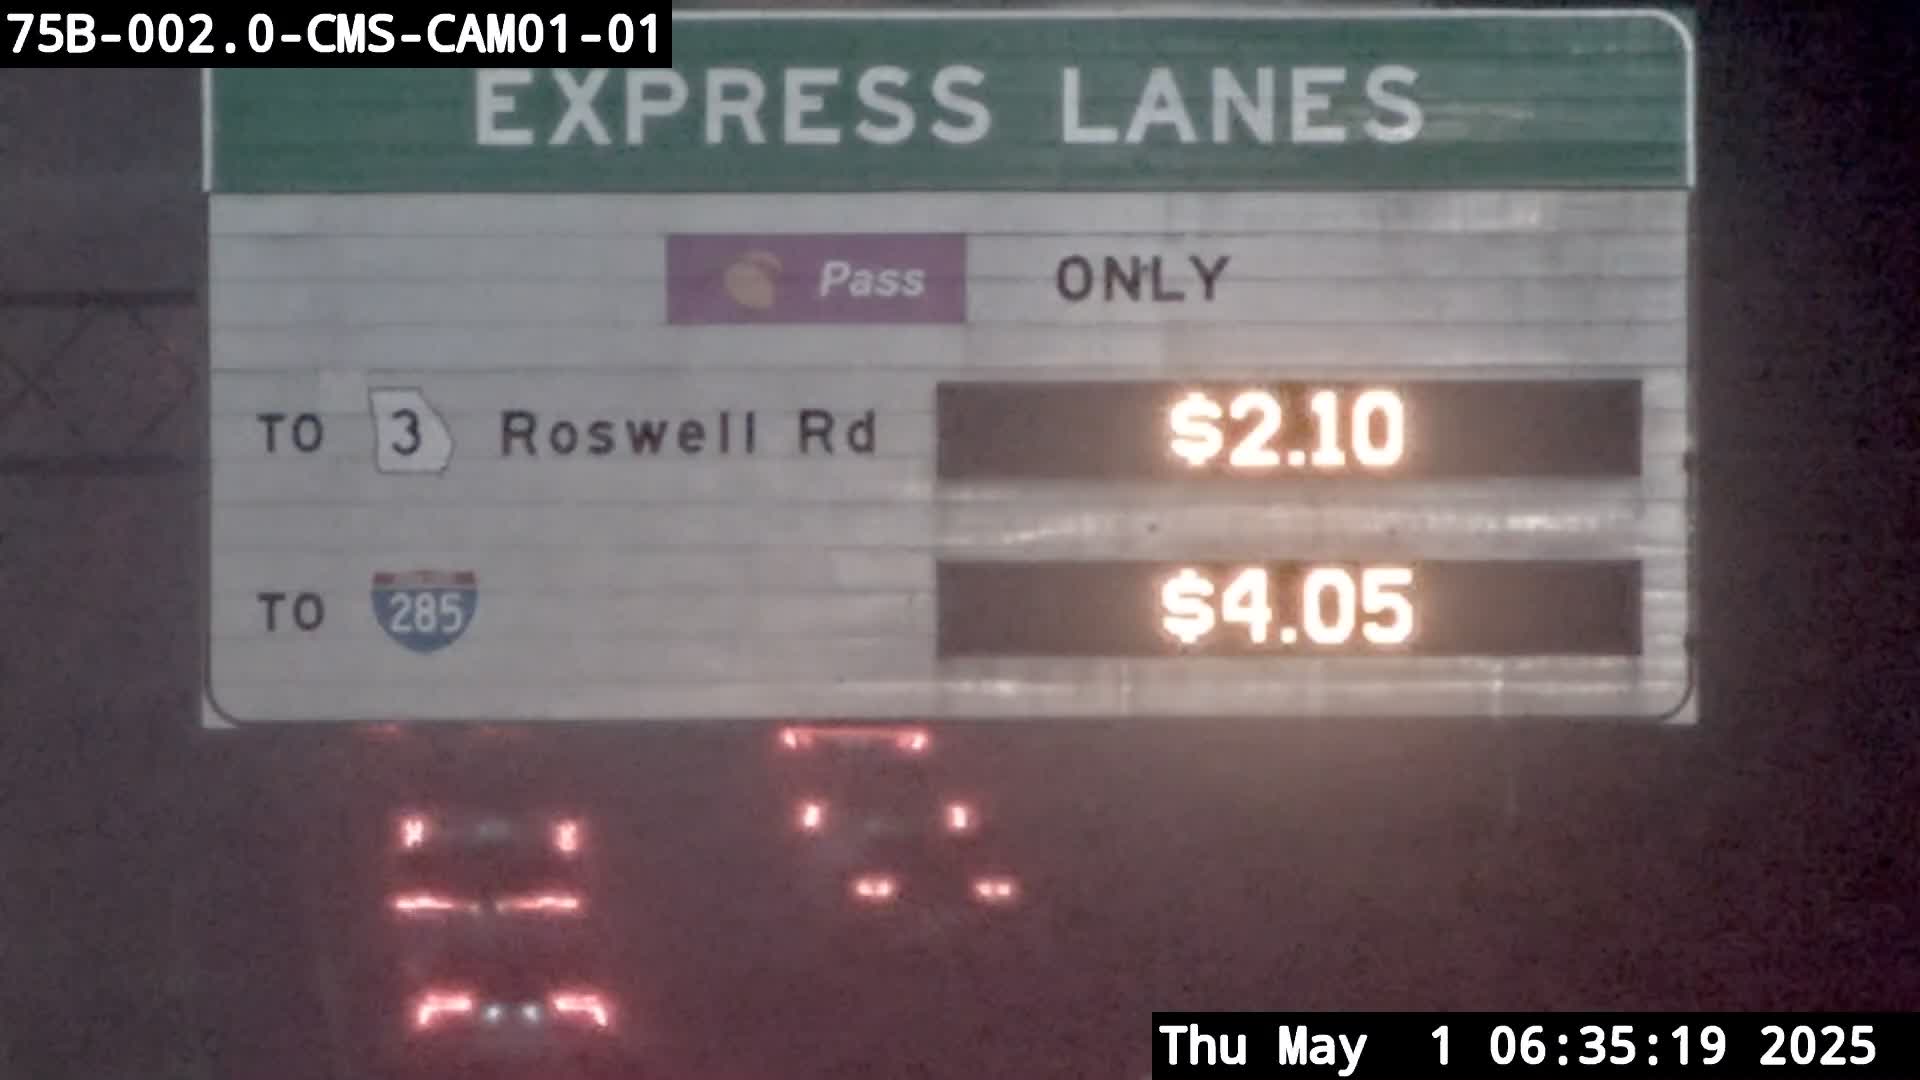 75B-002.0-CMS-CAM01-01
EXPRESS LANES
Pass ONLY
TO 3 Roswell Rd $2.10
TO 285 $4.05
Thu May 1 06:35:19 2025